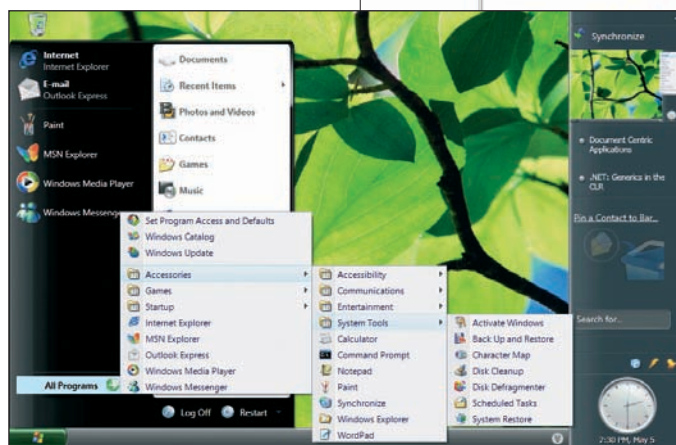 Internet
Internet Explorer
E-mail
Outlook Express
Paint
MSN Explorer
Windows Media Player
Windows Messenger
All Programs
Documents
Recent Items
Photos and Videos
Contacts
Games
Music
Log Off
Restart
Set Program Access and Defaults
Windows Catalog
Windows Update
Accessories
Games
Startup
Internet Explorer
MSN Explorer
Outlook Express
Windows Media Player
Windows Messenger
Accessibility
Communications
Entertainment
System Tools
Calculator
Command Prompt
Notepad
Paint
Synchronize
Windows Explorer
WordPad
Activate Windows
Back Up and Restore
Character Map
Disk Cleanup
Disk Defragmenter
Scheduled Tasks
System Restore
Synchronize
Document Centric
Applications
.NET: Generics in the
CLR
Pin a Contact to Bar...
Search for...
7:30 PM, May 5